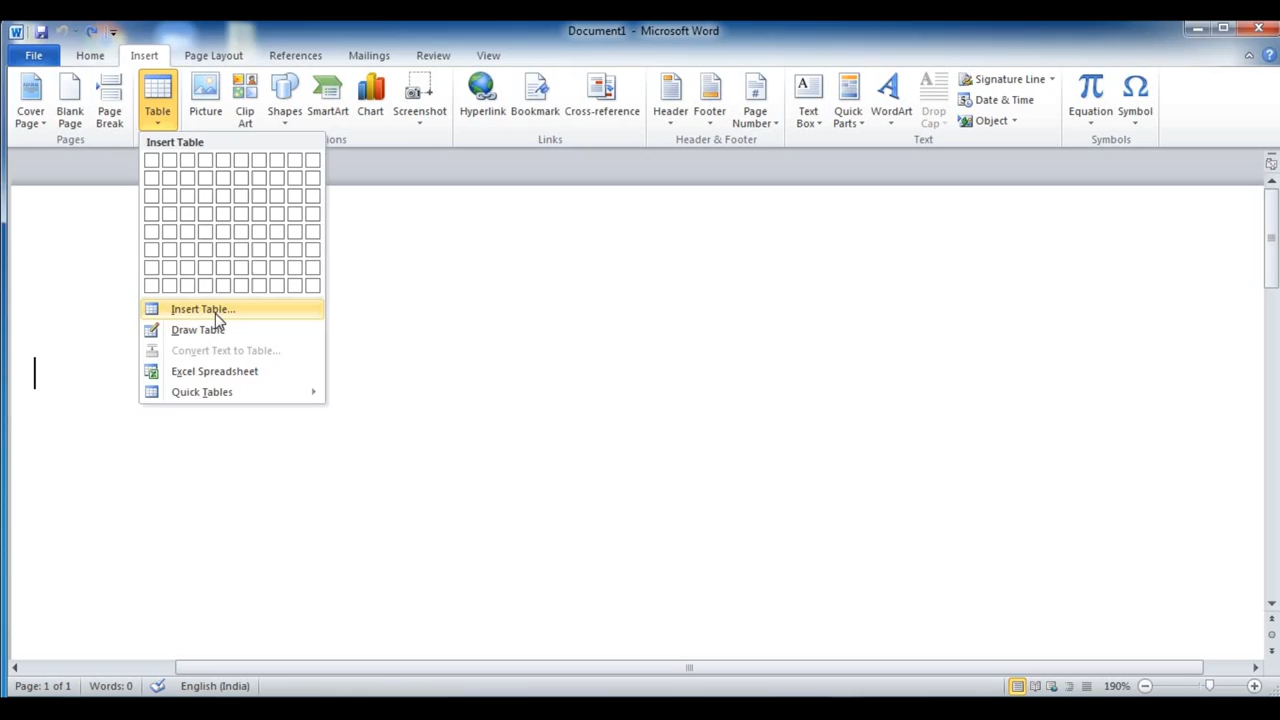 Document1 - Microsoft Word
File Home Insert Page Layout References Mailings Review View
Cover Page
Blank Page
Page Break
Table
Picture
Clip Art
Shapes
SmartArt
Chart
Screenshot
Hyperlink
Bookmark
Cross-reference
Header
Footer
Page Number
Text Box
Quick Parts
WordArt
Drop Cap
Signature Line
Date & Time
Object
Equation
Symbol
Pages
ions
Links
Header & Footer
Text
Symbols
Insert Table
Insert Table...
Draw Table
Convert Text to Table...
Excel Spreadsheet
Quick Tables
Page: 1 of 1 Words: 0 English (India) 190%